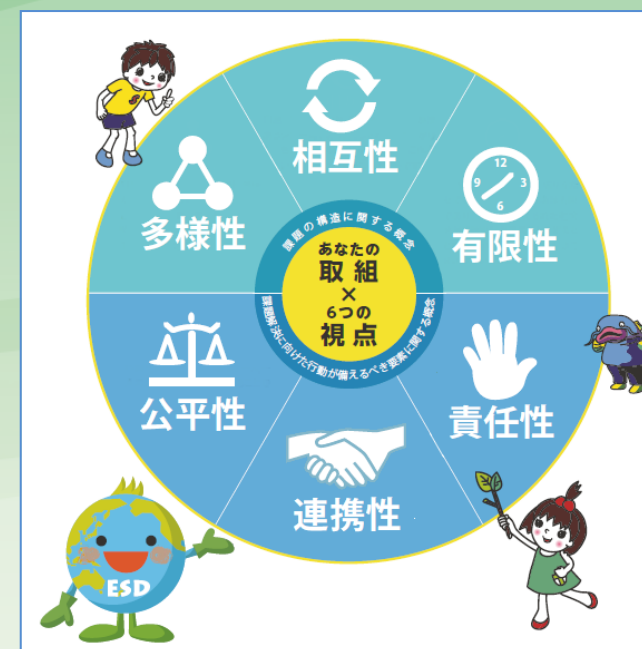 相互性
多様性
有限性
課題の構造に関する概念
あなたの
取組
×
6つの
視点
課題解決に向けた行動が備えるべき要素に関する概念
公平性
責任性
連携性
12
9
3
6
S
ESD